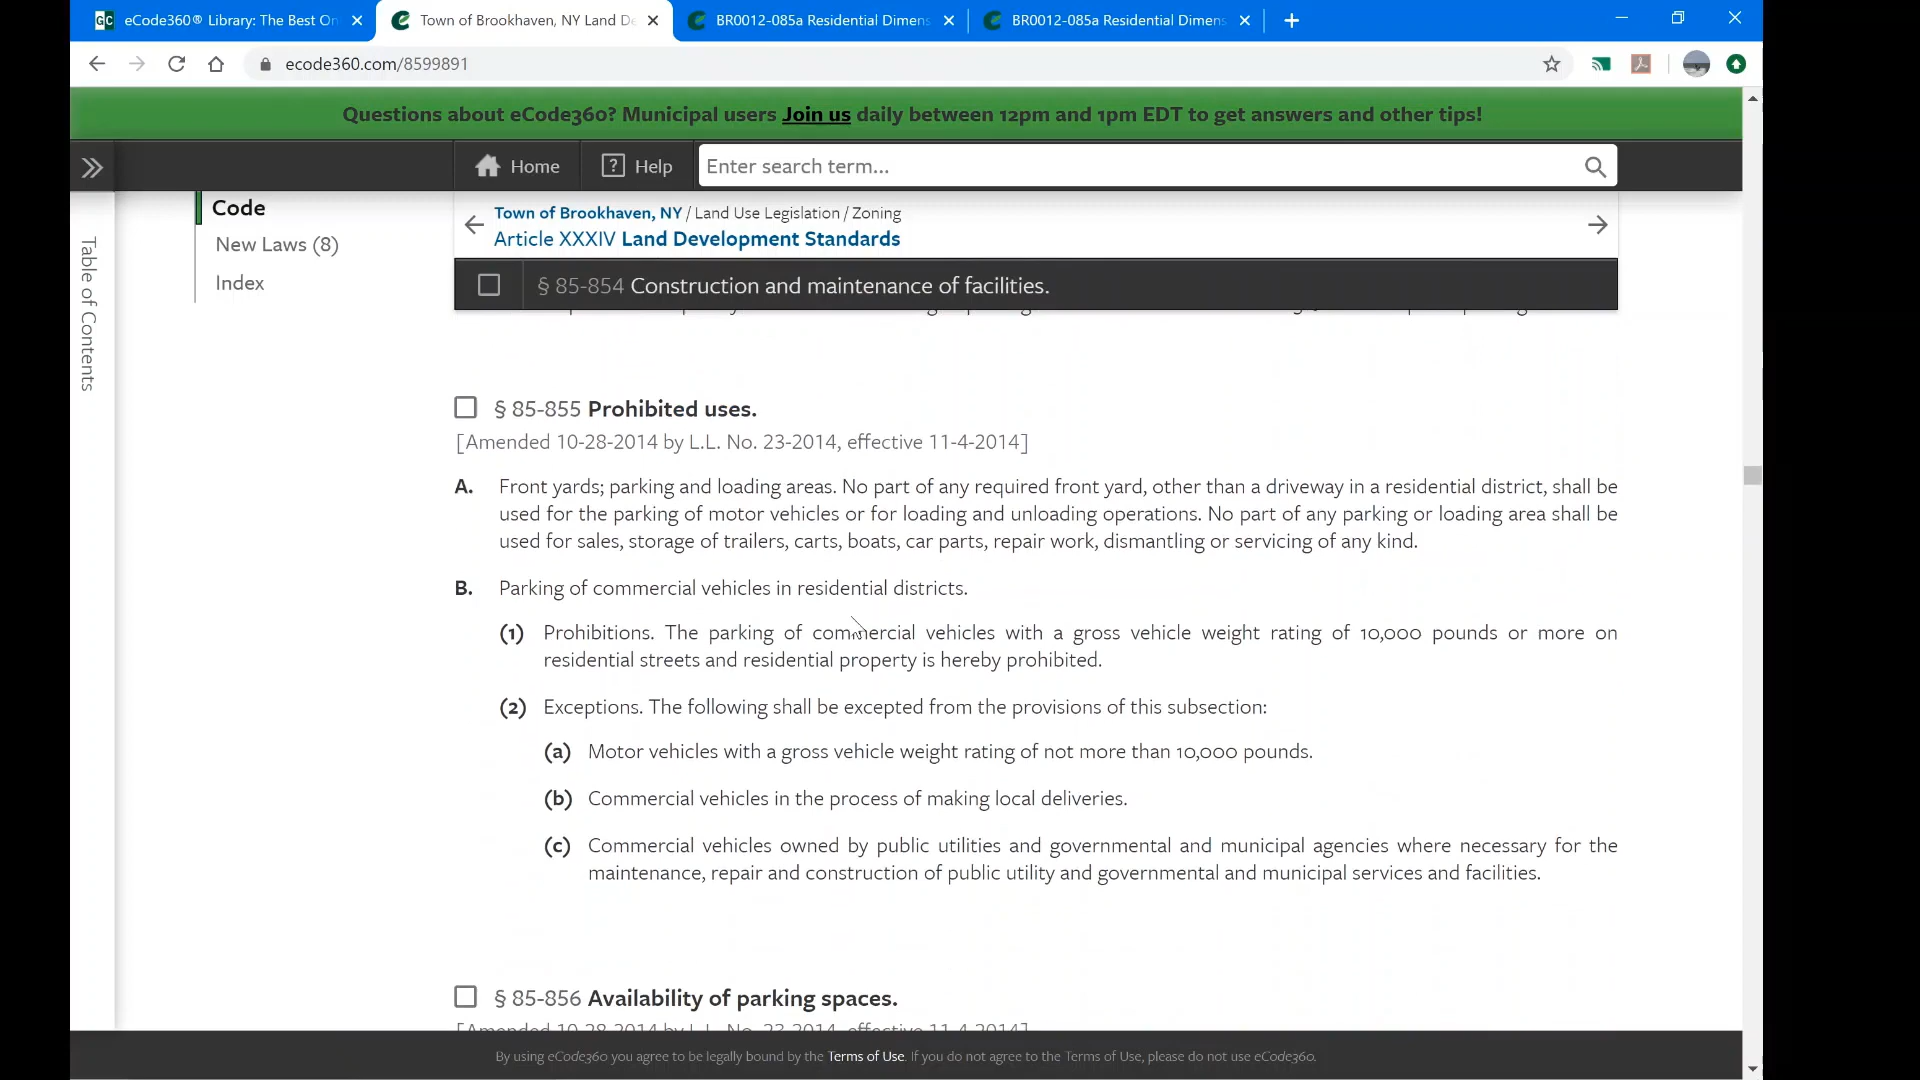 GC eCode360® Library: The Best On
Town of Brookhaven, NY Land De
BR0012-085a Residential Dimens
BR0012-085a Residential Dimens
ecode360.com/8599891
Questions about eCode360? Municipal users Join us daily between 12pm and 1pm EDT to get answers and other tips!
Home
Help
Enter search term...
Table of Contents
Code
New Laws (8)
Index
Town of Brookhaven, NY / Land Use Legislation / Zoning
Article XXXIV Land Development Standards
§ 85-854 Construction and maintenance of facilities.
§ 85-855 Prohibited uses.
[Amended 10-28-2014 by L.L. No. 23-2014, effective 11-4-2014]
A. Front yards; parking and loading areas. No part of any required front yard, other than a driveway in a residential district, shall be
used for the parking of motor vehicles or for loading and unloading operations. No part of any parking or loading area shall be
used for sales, storage of trailers, carts, boats, car parts, repair work, dismantling or servicing of any kind.
B. Parking of commercial vehicles in residential districts.
(1) Prohibitions. The parking of commercial vehicles with a gross vehicle weight rating of 10,000 pounds or more on
residential streets and residential property is hereby prohibited.
(2) Exceptions. The following shall be excepted from the provisions of this subsection:
(a) Motor vehicles with a gross vehicle weight rating of not more than 10,000 pounds.
(b) Commercial vehicles in the process of making local deliveries.
(c) Commercial vehicles owned by public utilities and governmental and municipal agencies where necessary for the
maintenance, repair and construction of public utility and governmental and municipal services and facilities.
§ 85-856 Availability of parking spaces.
[Amended 10-28-2014 by L.L. No. 23-2014, effective 11-4-2014]
By using eCode360 you agree to be legally bound by the Terms of Use. If you do not agree to the Terms of Use, please do not use eCode360.